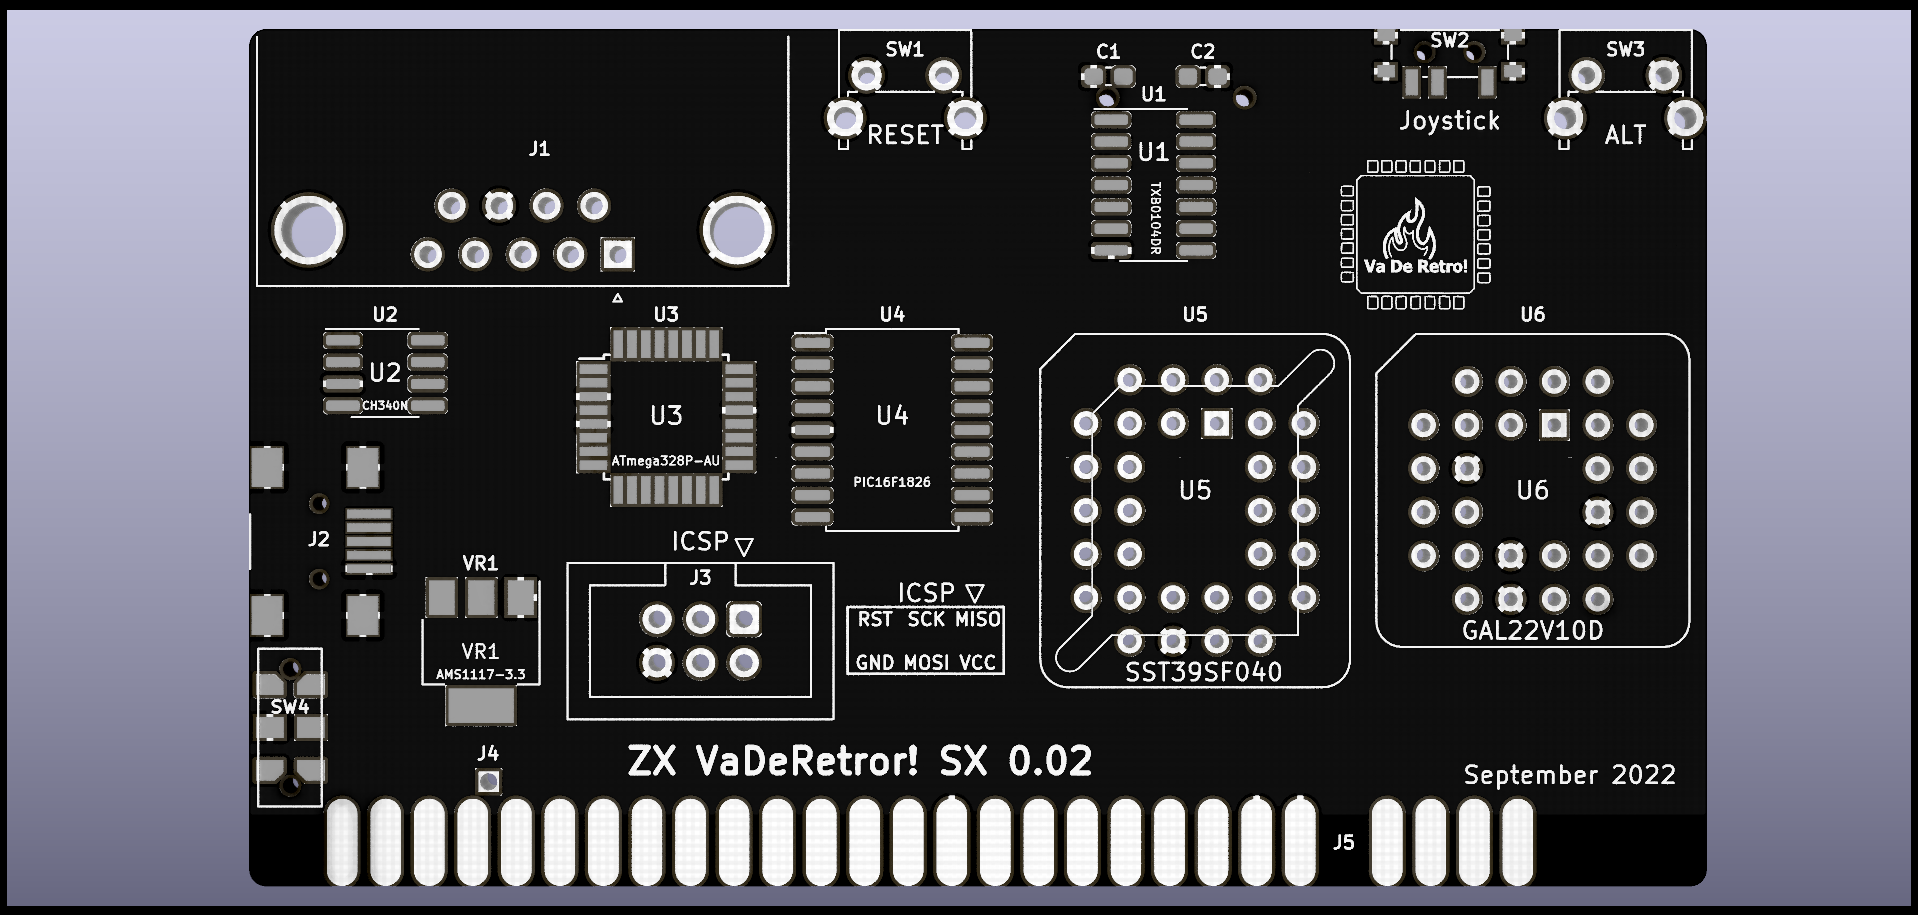 SW1
RESET
C1
C2
U1
U1
TXB0104DR
SW2
Joystick
SW3
ALT
J1
Va De Retro!
U2
U2
CH340N
U3
U3
ATmega328P-AU
U4
U4
PIC16F1826
U5
U5
SST39SF040
U6
U6
GAL22V10D
J2
ICSP
J3
ICSP
RST SCK MISO
GND MOSI VCC
VR1
VR1
AMS1117-3.3
SW4
J4
ZX VaDeRetror! SX 0.02
September 2022
J5